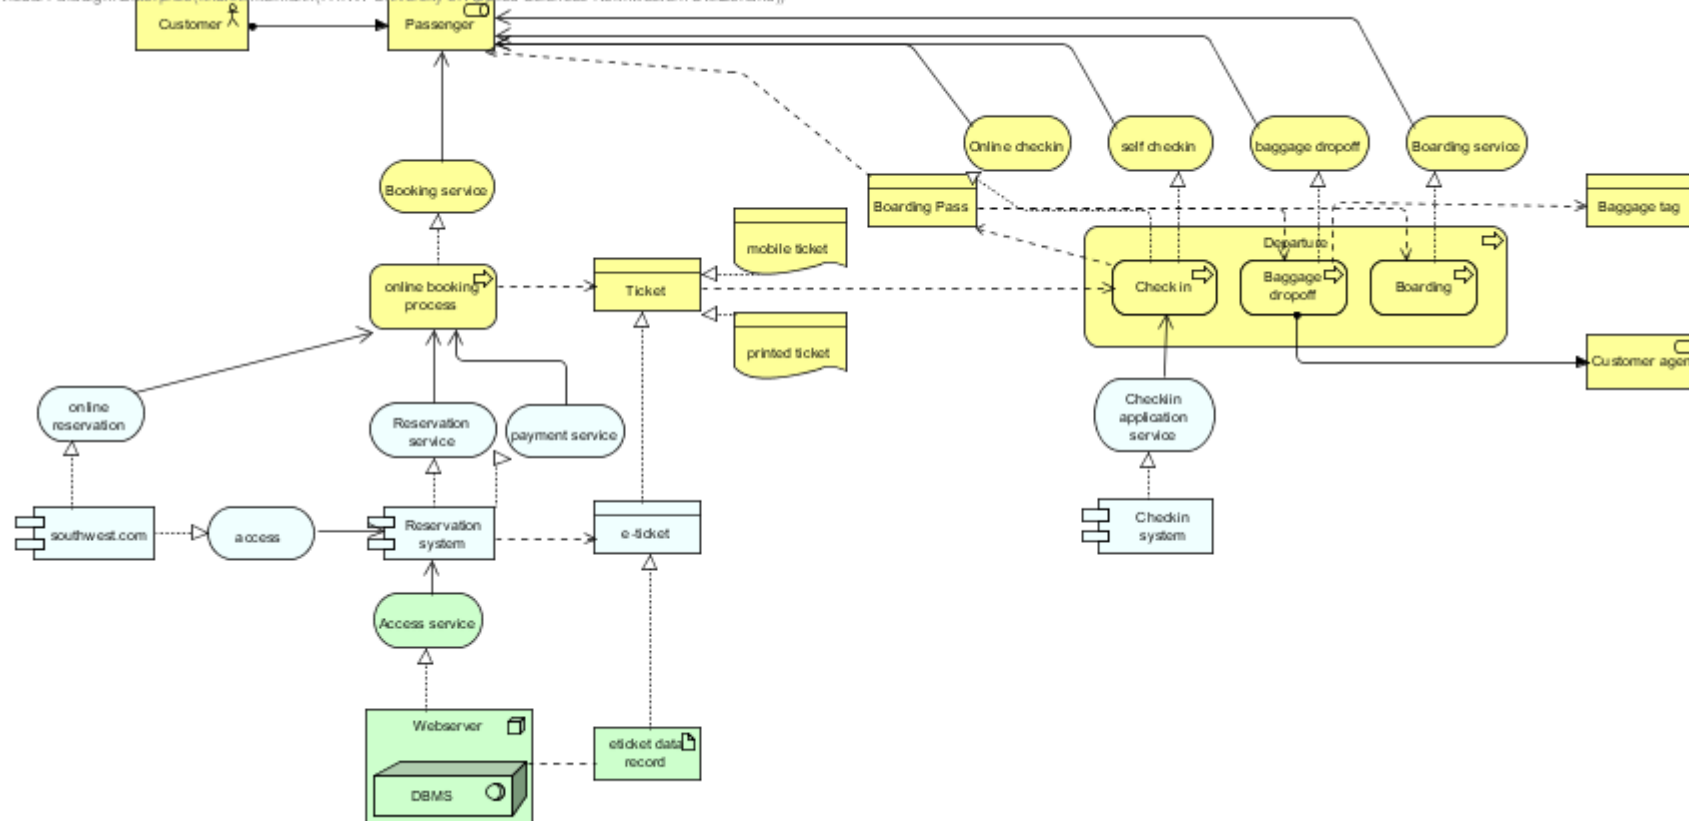 Customer
Passenger
Online checkin
self checkin
baggage dropoff
Boarding service
Booking service
Boarding Pass
Baggage tag
mobile ticket
Departure
online booking
process
Ticket
Check in
Baggage
dropoff
Boarding
printed ticket
Customer agen
online
reservation
Reservation
service
payment service
Checkin
application
service
southwest.com
access
Reservation
system
e-ticket
Checkin
system
Access service
Webserver
eticket data
record
DBMS